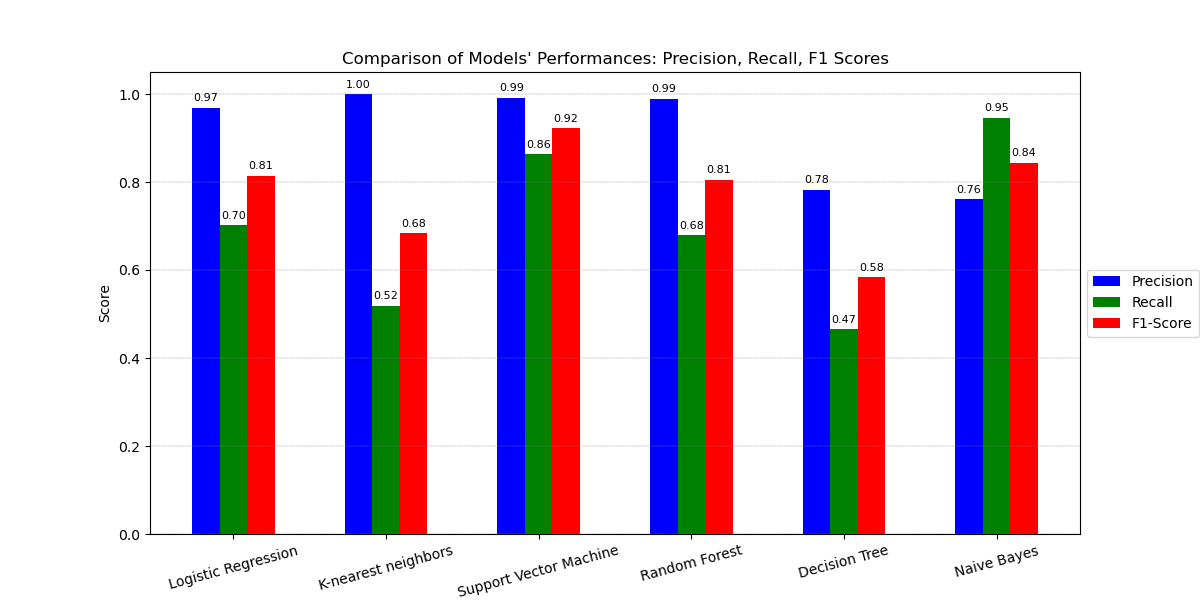 Comparison of Models' Performances: Precision, Recall, F1 Scores
Score
1.0
0.8
0.6
0.4
0.2
0.0
0.97
0.70
0.81
1.00
0.52
0.68
0.99
0.86
0.92
0.99
0.68
0.81
0.78
0.47
0.58
0.76
0.95
0.84
Logistic Regression
K-nearest neighbors
Support Vector Machine
Random Forest
Decision Tree
Naive Bayes
Precision
Recall
F1-Score